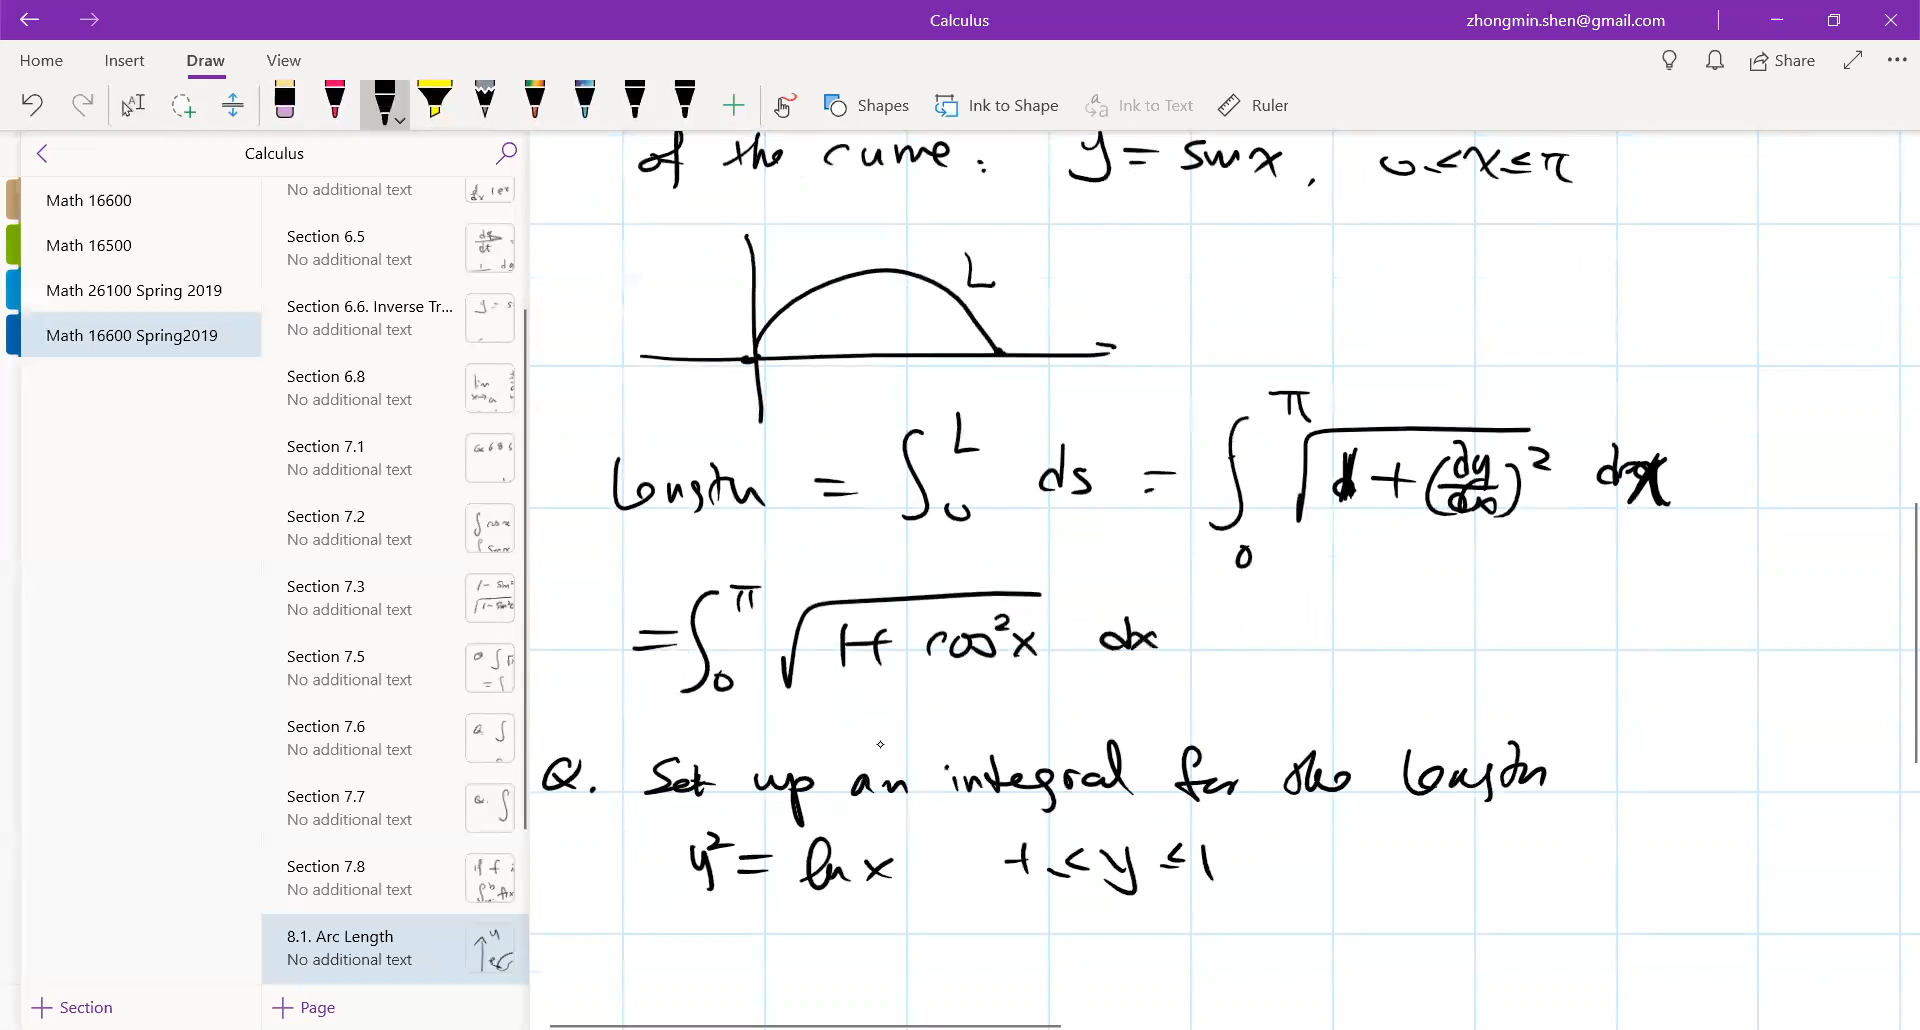 Calculus
zhongmin.shen@gmail.com
Home Insert Draw View
Share
Shapes Ink to Shape Ink to Text Ruler
Calculus
Math 16600
Math 16500
Math 26100 Spring 2019
Math 16600 Spring2019
No additional text
Section 6.5
No additional text
Section 6.6. Inverse Tr...
No additional text
Section 6.8
No additional text
Section 7.1
No additional text
Section 7.2
No additional text
Section 7.3
No additional text
Section 7.5
No additional text
Section 7.6
No additional text
Section 7.7
No additional text
Section 7.8
No additional text
8.1. Arc Length
No additional text
+ Section
+ Page
of the curve: y = sin x, 0 ≤ x ≤ π
L
Length = ∫₀^L ds = ∫₀^π √(1 + (dy/dx)²) dx
= ∫₀^π √(1+ cos²x) dx
Q. Set up an integral for the length
y² = ln x + ≤ y ≤ 1